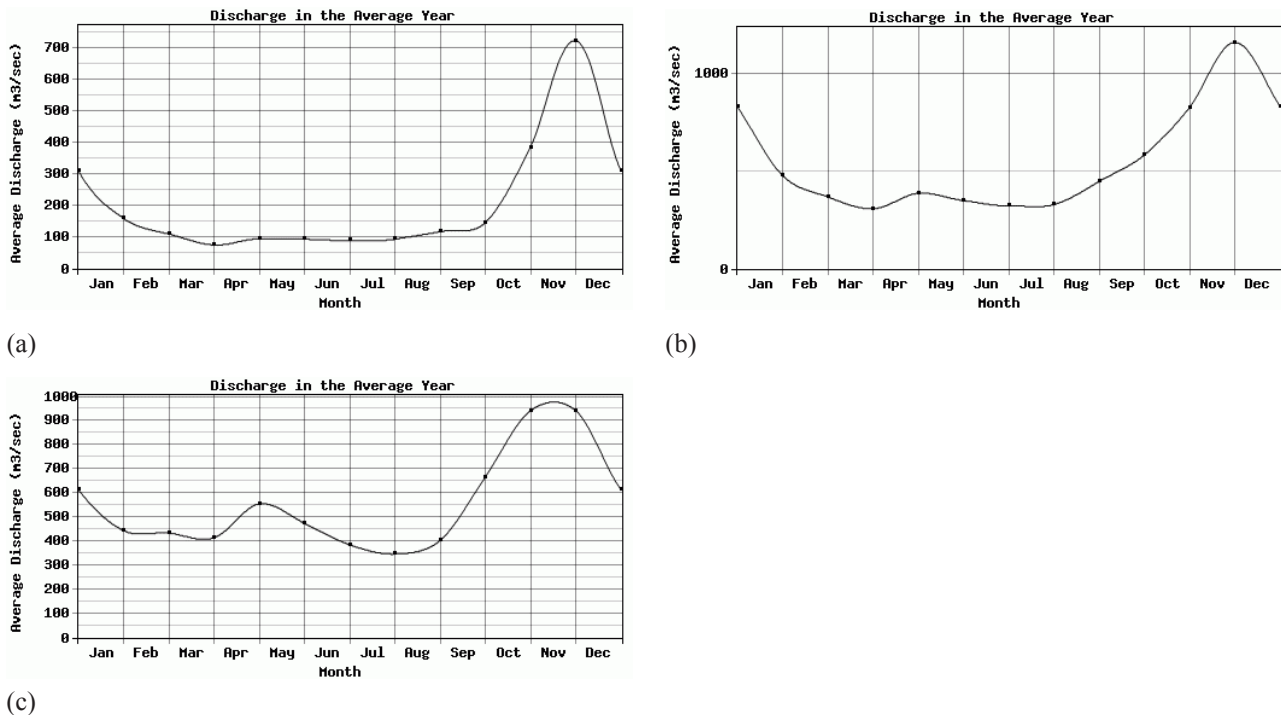 Discharge in the Average Year
Average Discharge (m3/sec)
700
600
500
400
300
200
100
0
Jan Feb Mar Apr May Jun Jul Aug Sep Oct Nov Dec
Month
(a)
Discharge in the Average Year
Average Discharge (m3/sec)
1000
0
Jan Feb Mar Apr May Jun Jul Aug Sep Oct Nov Dec
Month
(b)
Discharge in the Average Year
Average Discharge (m3/sec)
1000
900
800
700
600
500
400
300
200
100
0
Jan Feb Mar Apr May Jun Jul Aug Sep Oct Nov Dec
Month
(c)